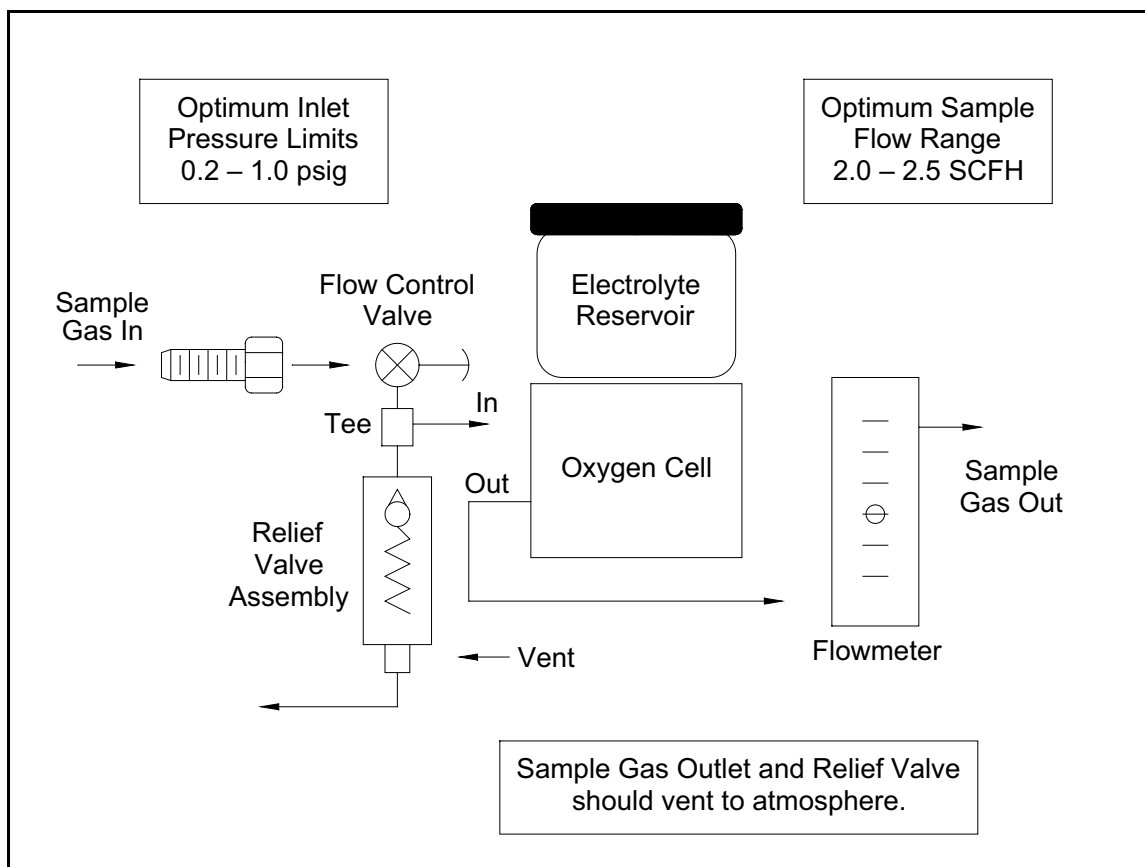 Optimum Inlet
Pressure Limits
0.2 – 1.0 psig
Optimum Sample
Flow Range
2.0 – 2.5 SCFH
Sample
Gas In
Flow Control
Valve
Electrolyte
Reservoir
Tee
In
Oxygen Cell
Out
Sample
Gas Out
Relief
Valve
Assembly
Vent
Flowmeter
Sample Gas Outlet and Relief Valve
should vent to atmosphere.